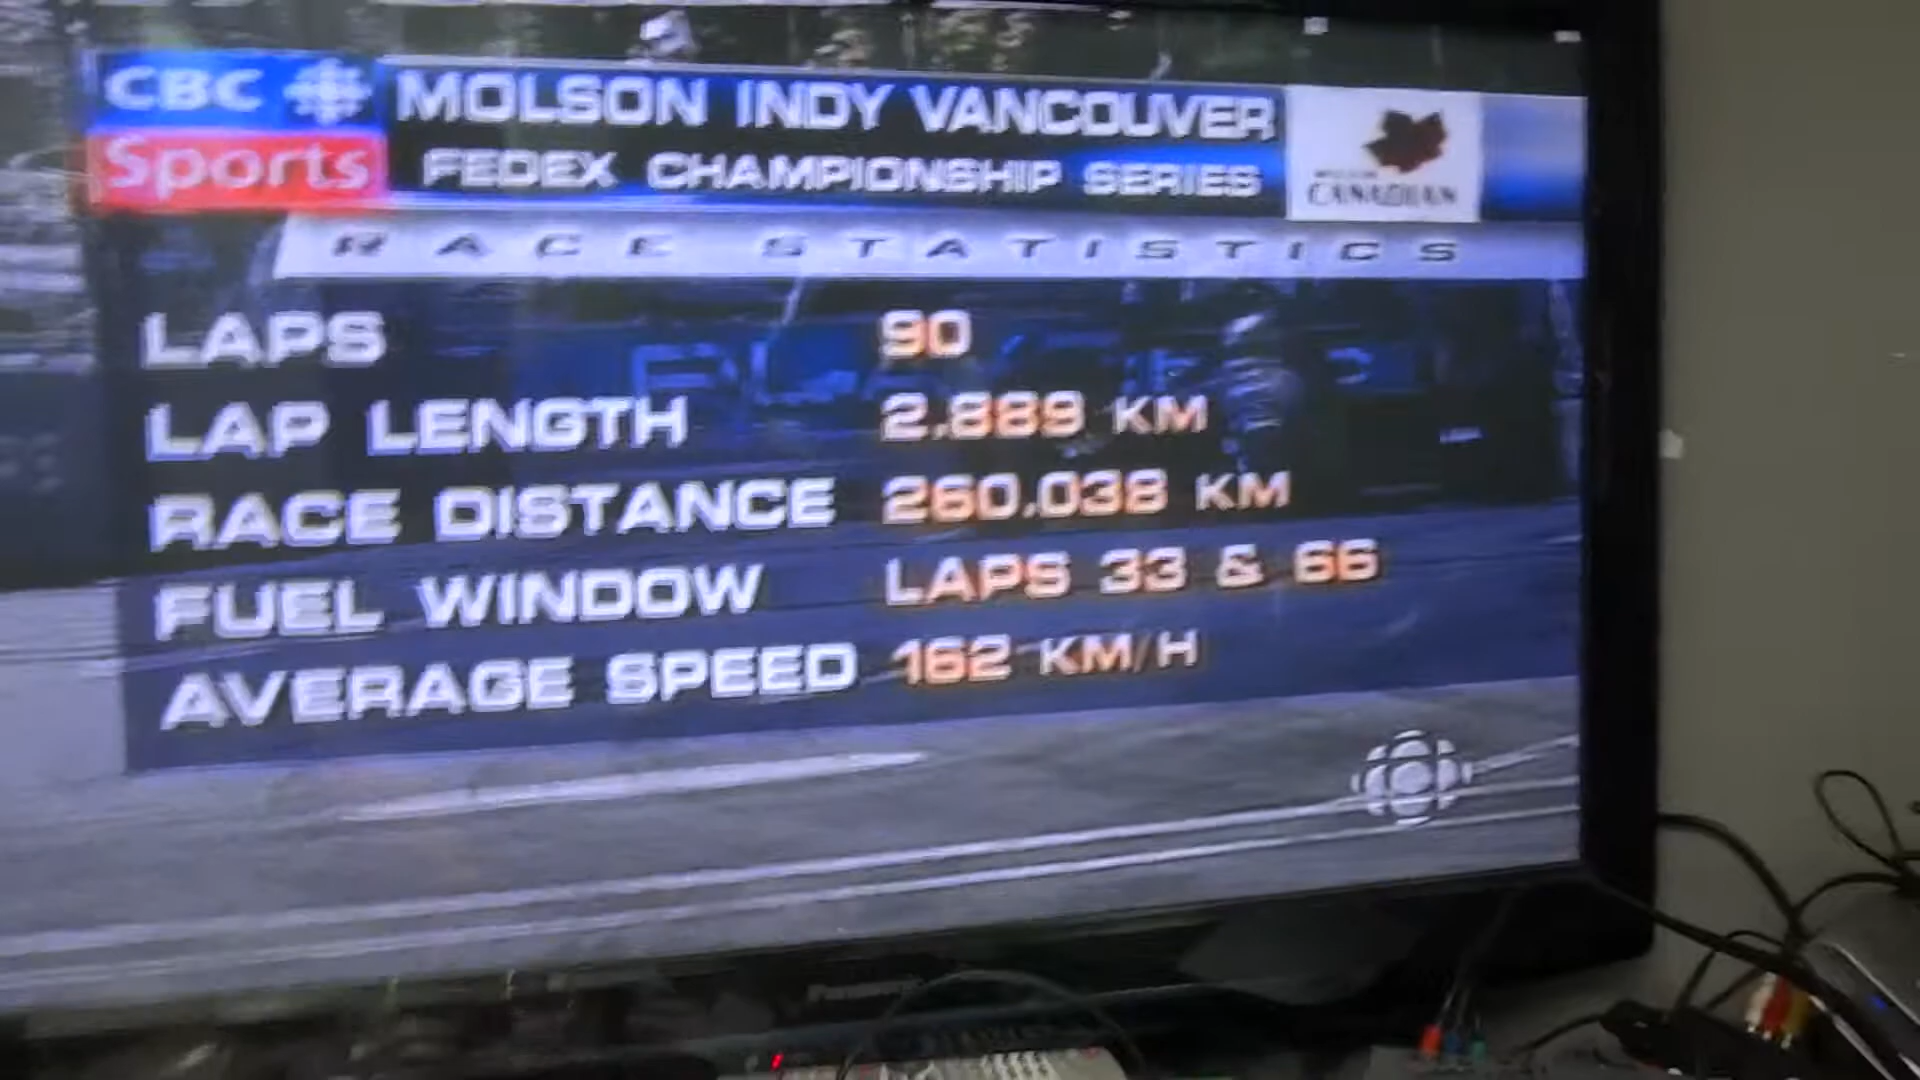 CBC
Sports
MOLSON INDY VANCOUVER
FEDEX CHAMPIONSHIP SERIES
CANADIAN
RACE STATISTICS
LAPS 90
LAP LENGTH 2.889 KM
RACE DISTANCE 260.038 KM
FUEL WINDOW LAPS 33 & 66
AVERAGE SPEED 162 KM/H
Panasonic